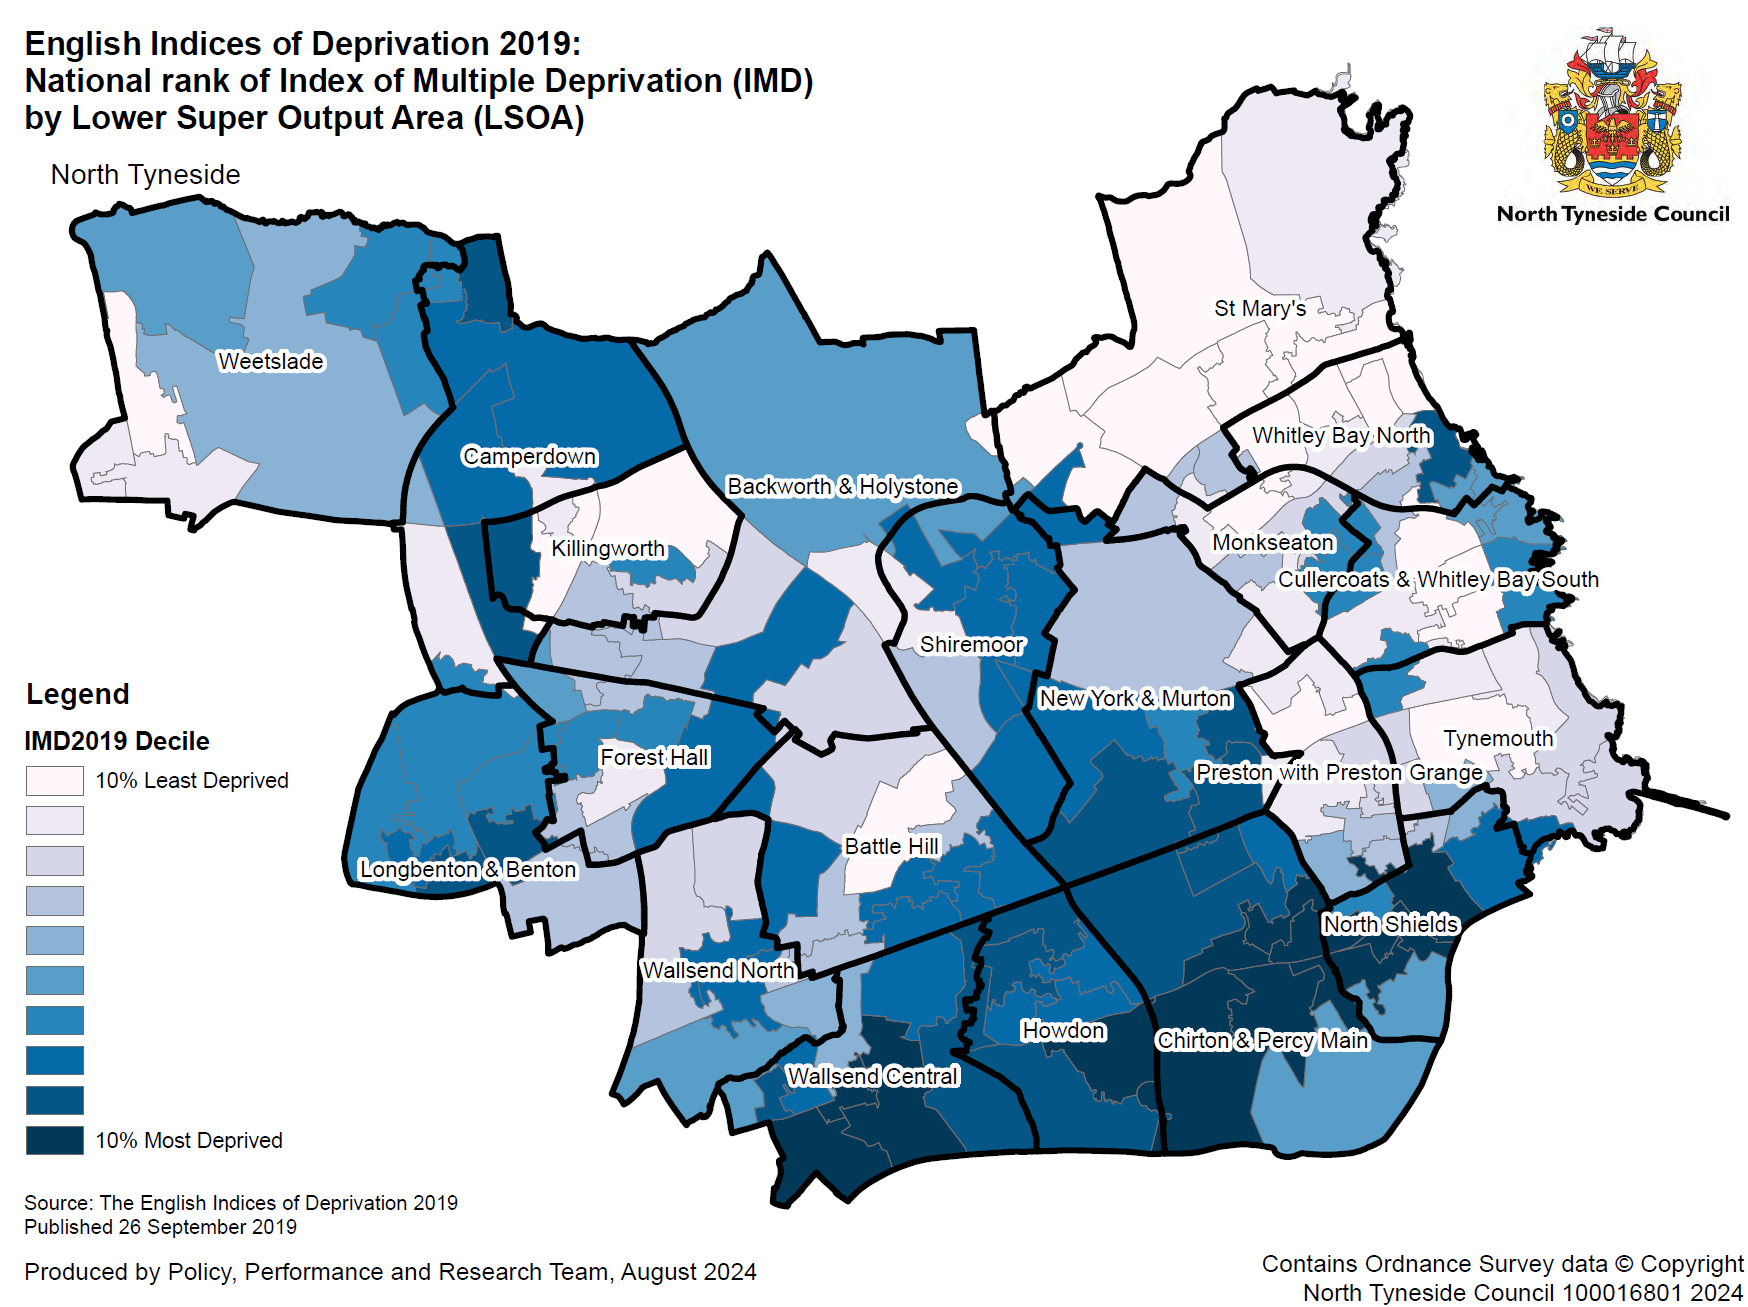 English Indices of Deprivation 2019:
National rank of Index of Multiple Deprivation (IMD)
by Lower Super Output Area (LSOA)
North Tyneside
WE SERVE
North Tyneside Council
St Mary's
Weetslade
Whitley Bay North
Camperdown
Backworth & Holystone
Killingworth
Monkseaton
Cullercoats & Whitley Bay South
Shiremoor
New York & Murton
Tynemouth
Forest Hall
Preston with Preston Grange
Battle Hill
Longbenton & Benton
North Shields
Wallsend North
Howdon
Chirton & Percy Main
Wallsend Central
Legend
IMD2019 Decile
10% Least Deprived
10% Most Deprived
Source: The English Indices of Deprivation 2019
Published 26 September 2019
Produced by Policy, Performance and Research Team, August 2024
Contains Ordnance Survey data © Copyright
North Tyneside Council 100016801 2024